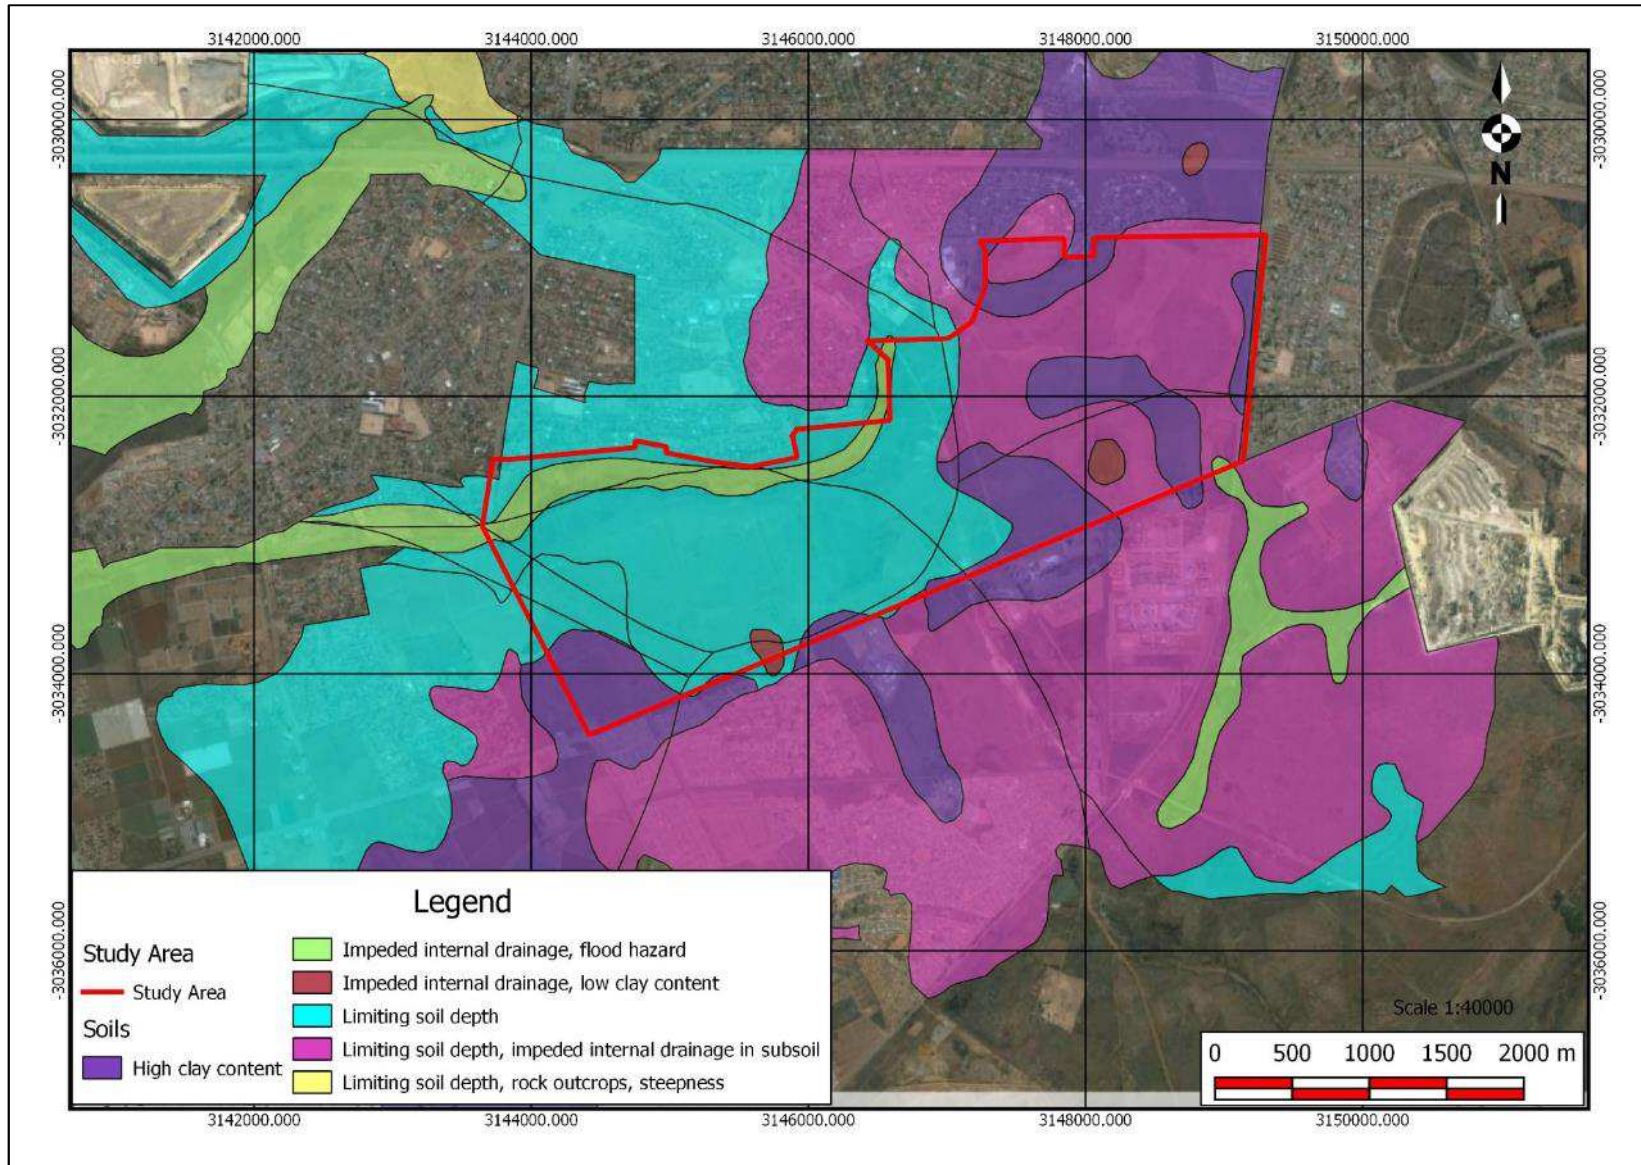 3142000.000 3144000.000 3146000.000 3148000.000 3150000.000
-3030000.000
-3032000.000
-3034000.000
-3036000.000
-3030000.000
-3032000.000
-3034000.000
-3036000.000
N
Legend
Study Area
Study Area
Soils
High clay content
Impeded internal drainage, flood hazard
Impeded internal drainage, low clay content
Limiting soil depth
Limiting soil depth, impeded internal drainage in subsoil
Limiting soil depth, rock outcrops, steepness
Scale 1:40000
0 500 1000 1500 2000 m
3142000.000 3144000.000 3146000.000 3148000.000 3150000.000